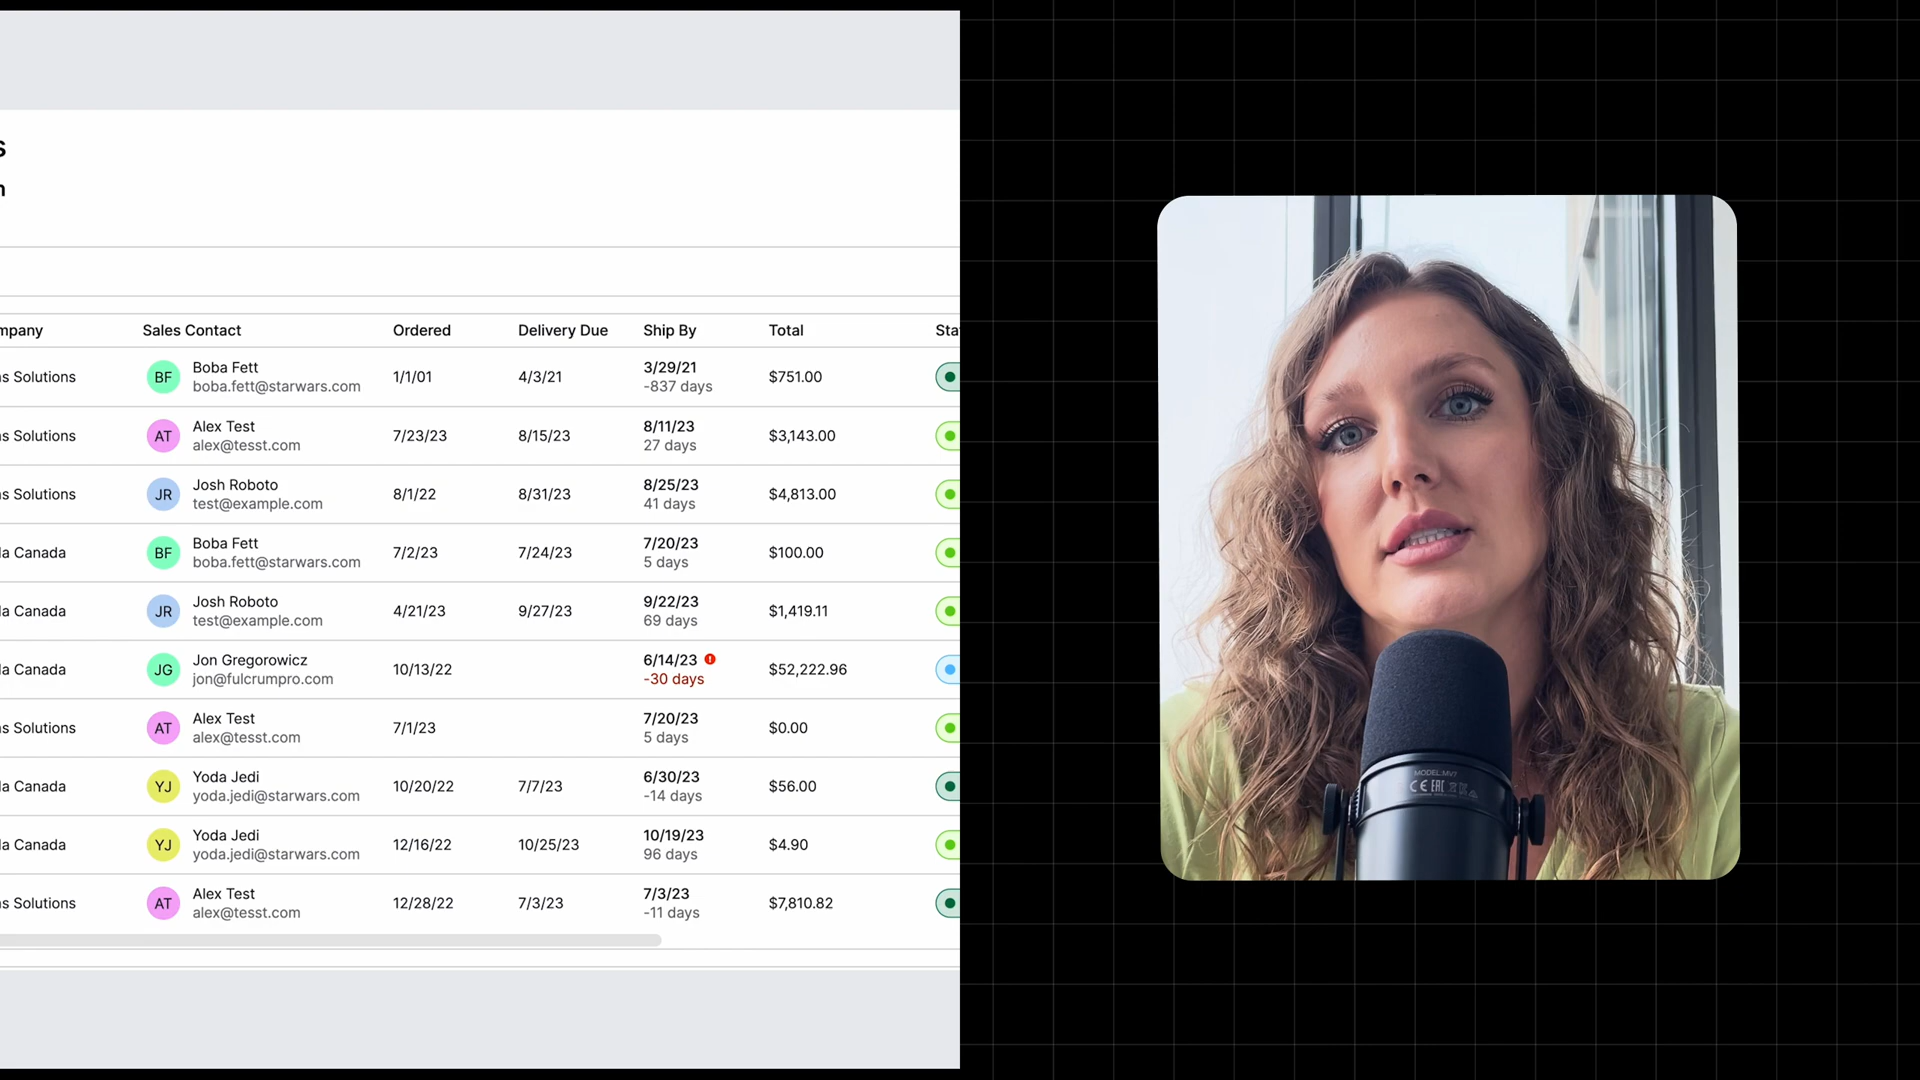 s
n
mpany Sales Contact Ordered Delivery Due Ship By Total Sta
s Solutions BF Boba Fett 1/1/01 4/3/21 3/29/21 $751.00
boba.fett@starwars.com -837 days
s Solutions AT Alex Test 7/23/23 8/15/23 8/11/23 $3,143.00
alex@tesst.com 27 days
s Solutions JR Josh Roboto 8/1/22 8/31/23 8/25/23 $4,813.00
test@example.com 41 days
a Canada BF Boba Fett 7/2/23 7/24/23 7/20/23 $100.00
boba.fett@starwars.com 5 days
a Canada JR Josh Roboto 4/21/23 9/27/23 9/22/23 $1,419.11
test@example.com 69 days
a Canada JG Jon Gregorowicz 10/13/22 6/14/23 $52,222.96
jon@fulcrumpro.com -30 days
s Solutions AT Alex Test 7/1/23 7/20/23 $0.00
alex@tesst.com 5 days
a Canada YJ Yoda Jedi 10/20/22 7/7/23 6/30/23 $56.00
yoda.jedi@starwars.com -14 days
a Canada YJ Yoda Jedi 12/16/22 10/25/23 10/19/23 $4.90
yoda.jedi@starwars.com 96 days
s Solutions AT Alex Test 12/28/22 7/3/23 7/3/23 $7,810.82
alex@tesst.com -11 days
MODEL:MV7
CE EAC